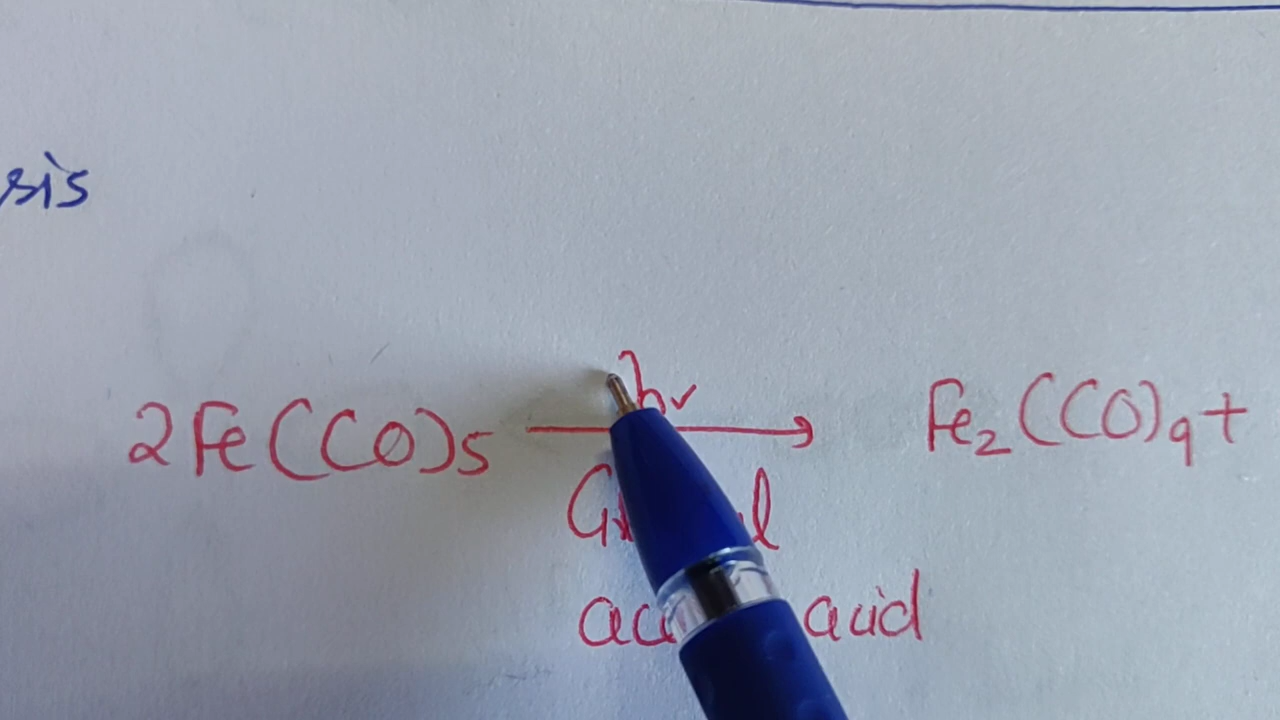 sis
hν
2Fe(CO)5 → Fe2(CO)9 +
acid